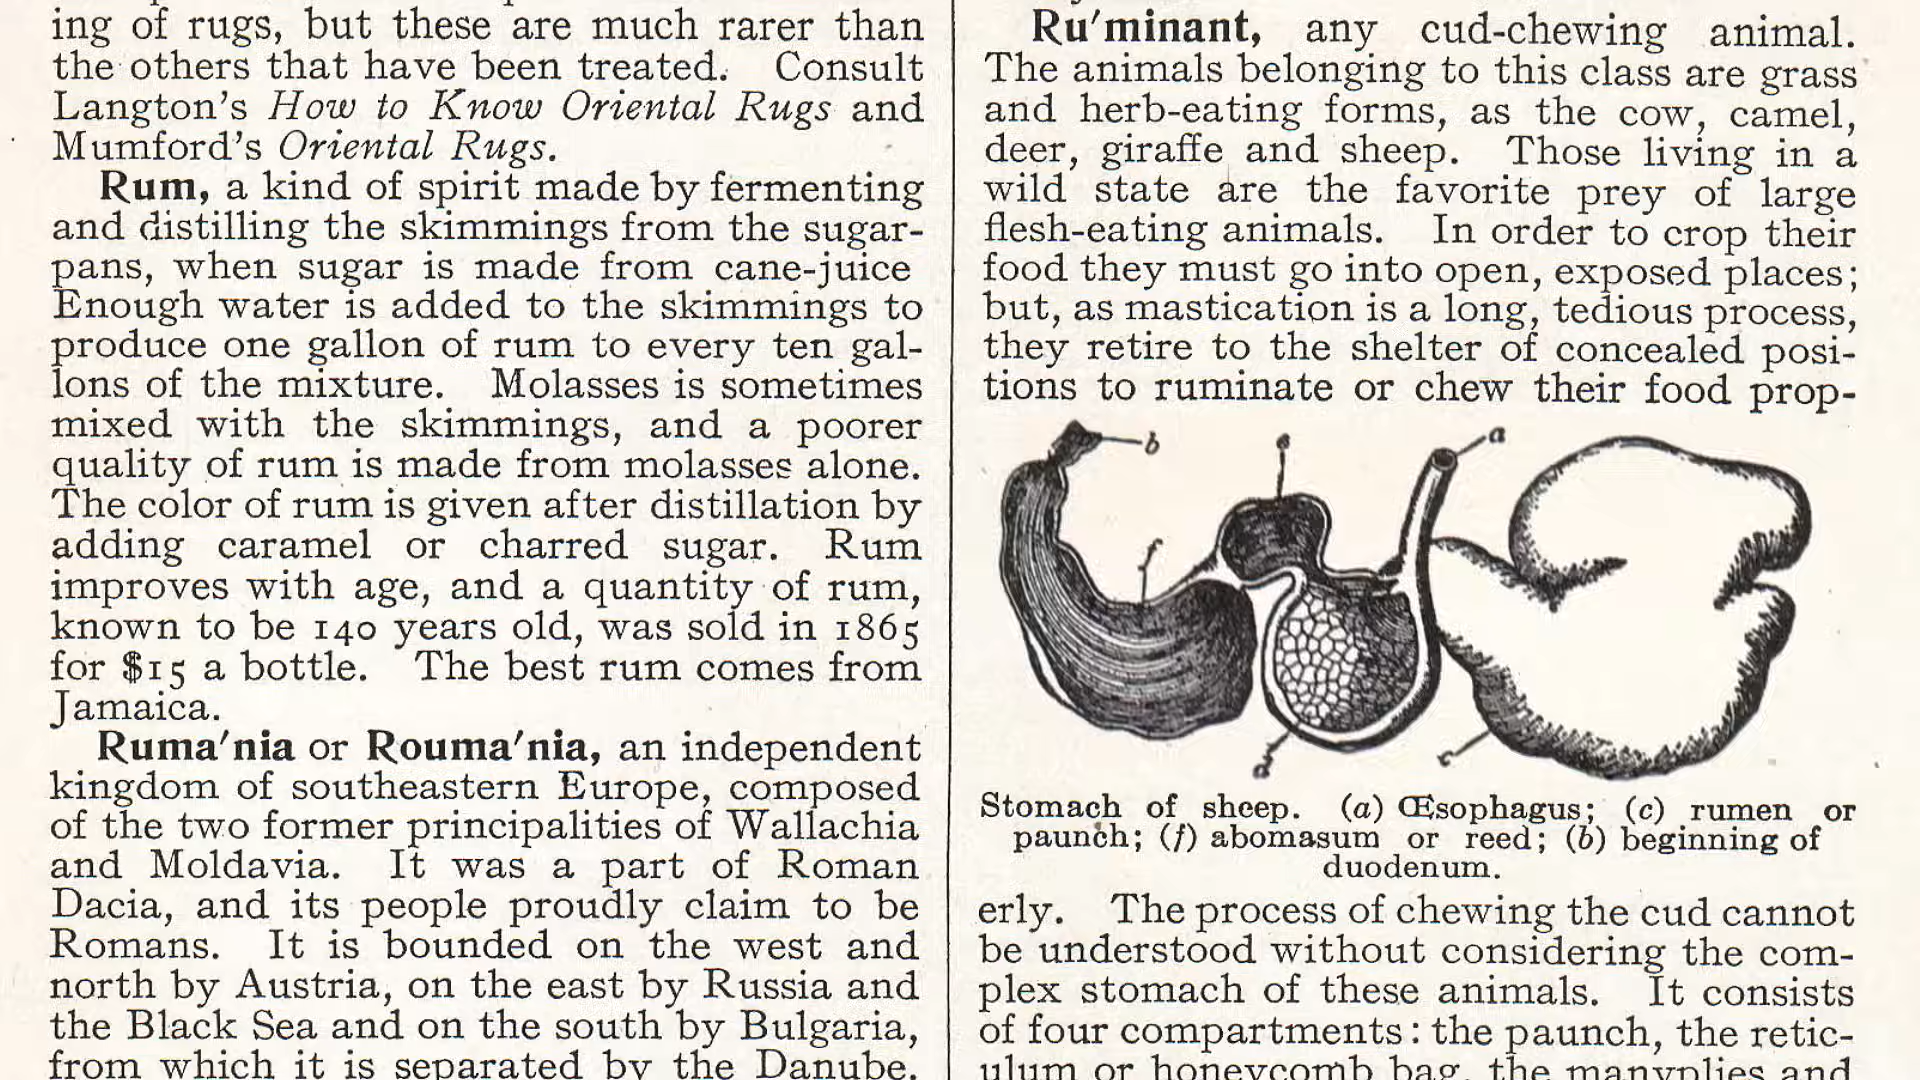 ing of rugs, but these are much rarer than
the others that have been treated. Consult
Langton's How to Know Oriental Rugs and
Mumford's Oriental Rugs.
Rum, a kind of spirit made by fermenting
and distilling the skimmings from the sugar-
pans, when sugar is made from cane-juice
Enough water is added to the skimmings to
produce one gallon of rum to every ten gal-
lons of the mixture. Molasses is sometimes
mixed with the skimmings, and a poorer
quality of rum is made from molasses alone.
The color of rum is given after distillation by
adding caramel or charred sugar. Rum
improves with age, and a quantity of rum,
known to be 140 years old, was sold in 1865
for $15 a bottle. The best rum comes from
Jamaica.
Ruma′nia or Rouma′nia, an independent
kingdom of southeastern Europe, composed
of the two former principalities of Wallachia
and Moldavia. It was a part of Roman
Dacia, and its people proudly claim to be
Romans. It is bounded on the west and
north by Austria, on the east by Russia and
the Black Sea and on the south by Bulgaria,
from which it is separated by the Danube.
Ru′minant, any cud-chewing animal.
The animals belonging to this class are grass
and herb-eating forms, as the cow, camel,
deer, giraffe and sheep. Those living in a
wild state are the favorite prey of large
flesh-eating animals. In order to crop their
food they must go into open, exposed places;
but, as mastication is a long, tedious process,
they retire to the shelter of concealed posi-
tions to ruminate or chew their food prop-
b
e
a
f
d
c
Stomach of sheep. (a) Œsophagus; (c) rumen or
paunch; (f) abomasum or reed; (b) beginning of
duodenum.
erly. The process of chewing the cud cannot
be understood without considering the com-
plex stomach of these animals. It consists
of four compartments: the paunch, the retic-
ulum or honeycomb bag, the manyplies and